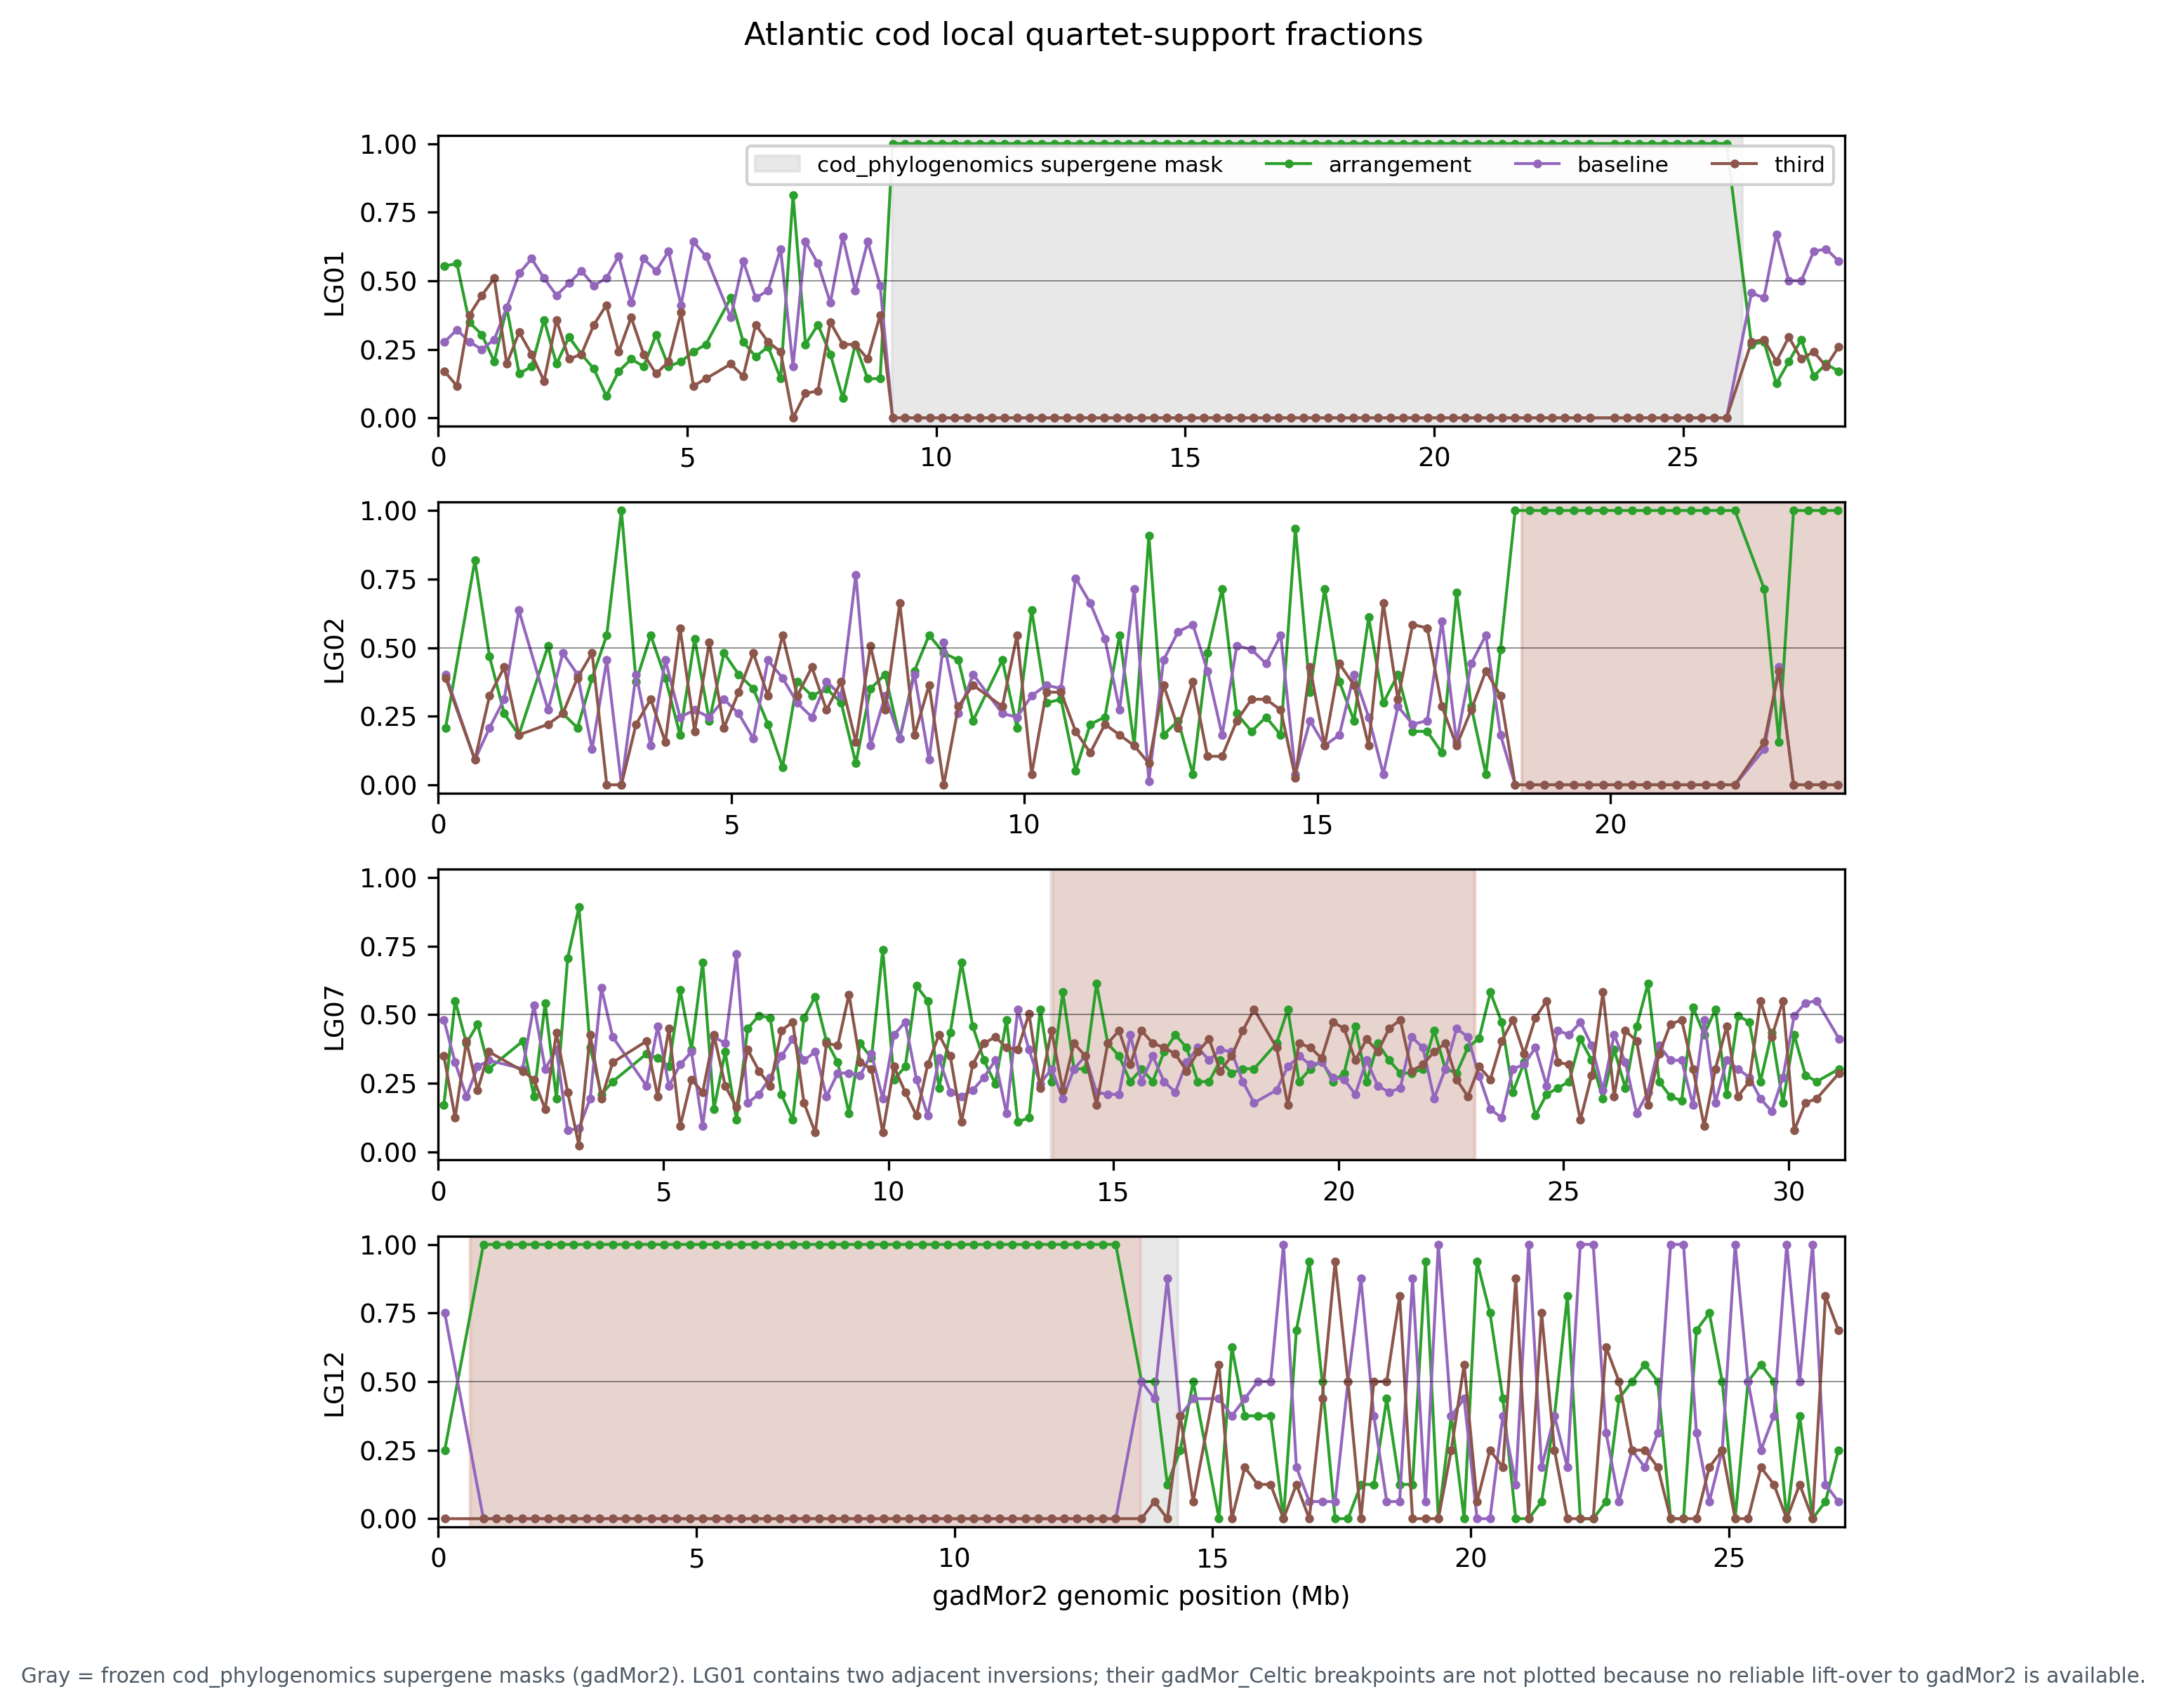 Atlantic cod local quartet-support fractions
1.00
0.75
0.50
0.25
0.00
LG01
cod_phylogenomics supergene mask arrangement baseline third
0 5 10 15 20 25
1.00
0.75
0.50
0.25
0.00
LG02
0 5 10 15 20
1.00
0.75
0.50
0.25
0.00
LG07
0 5 10 15 20 25 30
1.00
0.75
0.50
0.25
0.00
LG12
0 5 10 15 20 25
gadMor2 genomic position (Mb)
Gray = frozen cod_phylogenomics supergene masks (gadMor2). LG01 contains two adjacent inversions; their gadMor_Celtic breakpoints are not plotted because no reliable lift-over to gadMor2 is available.